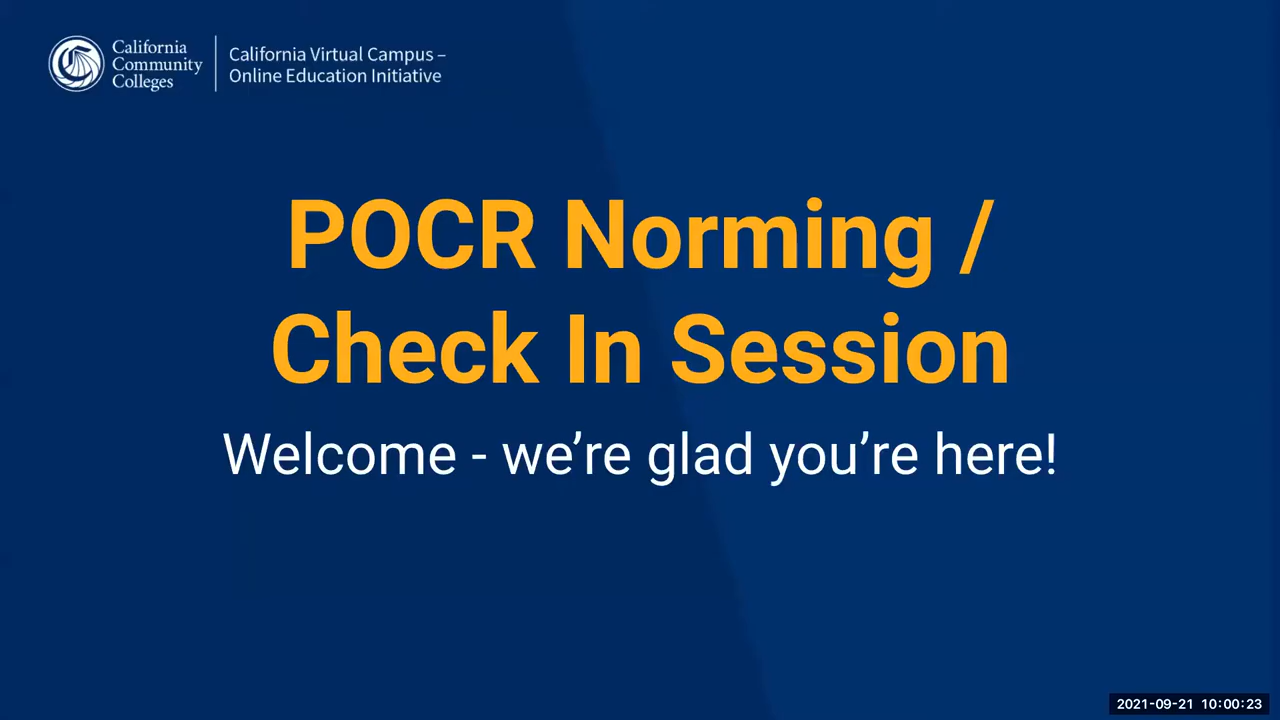 California
Community
Colleges
California Virtual Campus –
Online Education Initiative
POCR Norming /
Check In Session
Welcome - we’re glad you’re here!
2021-09-21 10:00:23